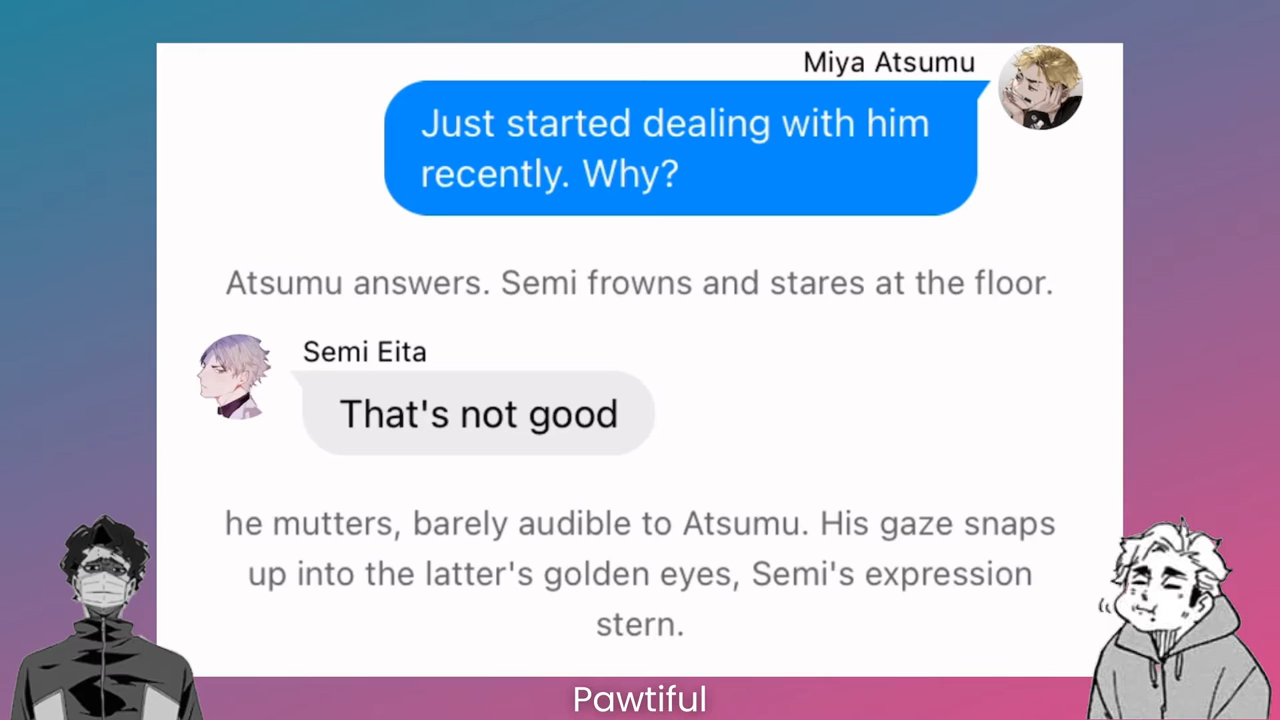 Miya Atsumu
Just started dealing with him
recently. Why?
Atsumu answers. Semi frowns and stares at the floor.
Semi Eita
That's not good
he mutters, barely audible to Atsumu. His gaze snaps
up into the latter's golden eyes, Semi's expression
stern.
Pawtiful